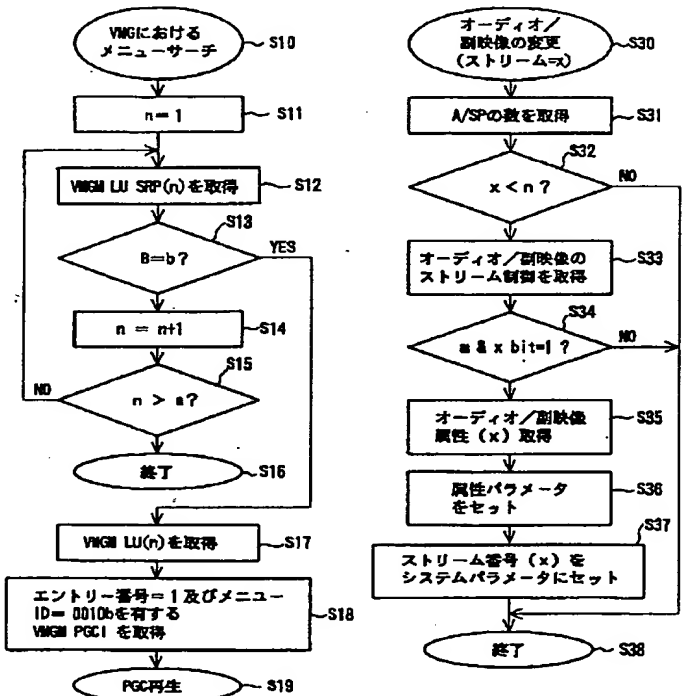 VMGにおける
メニューサーチ
S10
n= 1
S11
VMGM LU SRP(n)を取得
S12
S13
B=b?
YES
n = n+1
S14
S15
NO
n > a?
終了
S16
VMGM LU(n)を取得
S17
エントリー番号=1 及びメニュー
ID= 0010bを有する
VMGM PGCI を取得
S18
PGC再生
S19
オーディオ/
副映像の変更
(ストリーム=x)
S30
A/SPの数を取得
S31
S32
x < n ?
NO
オーディオ/副映像の
ストリーム制御を取得
S33
S34
m & x bit=1 ?
NO
オーディオ/副映像
属性 (x) 取得
S35
属性パラメータ
をセット
S36
S37
ストリーム番号 (x) を
システムパラメータにセット
終了
S38